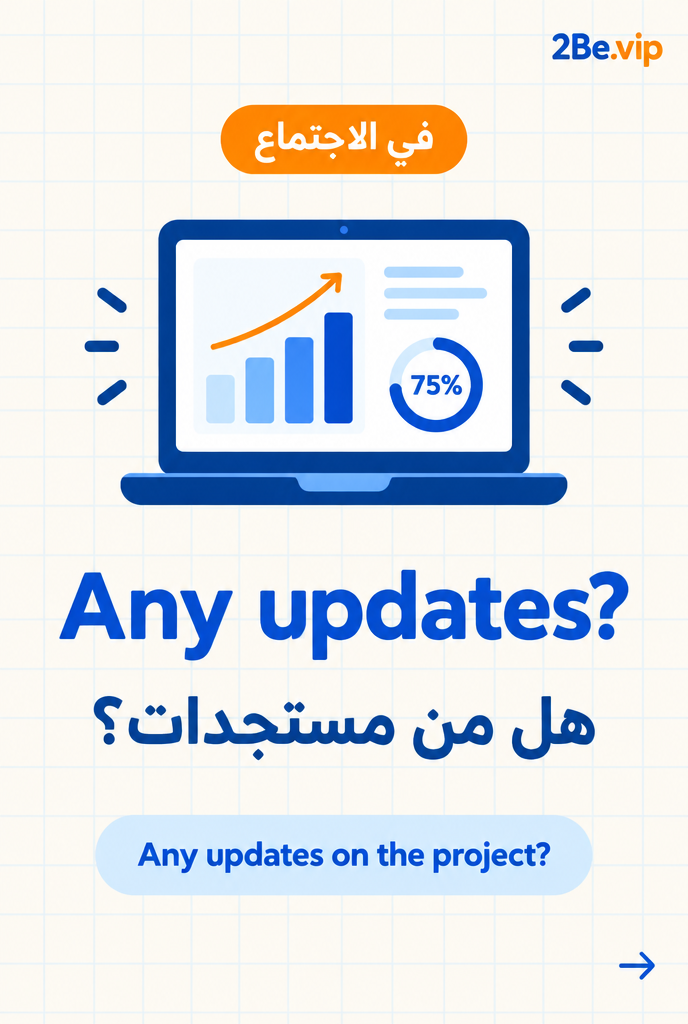 2Be.vip
في الاجتماع
75%
Any updates?
هل من مستجدات؟
Any updates on the project?